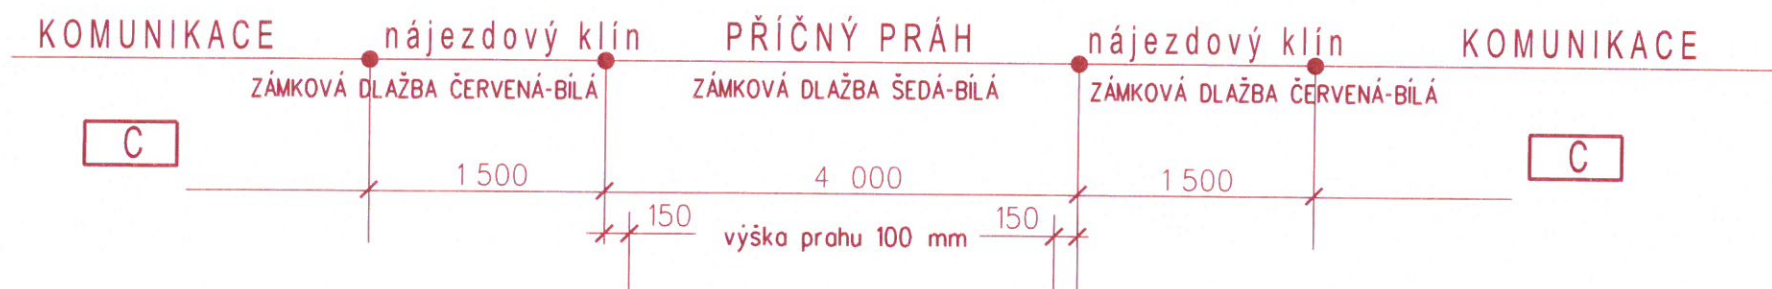 KOMUNIKACE nájezdový klín PŘÍČNÝ PRÁH nájezdový klín KOMUNIKACE
ZÁMKOVÁ DLAŽBA ČERVENÁ-BÍLÁ ZÁMKOVÁ DLAŽBA ŠEDÁ-BÍLÁ ZÁMKOVÁ DLAŽBA ČERVENÁ-BÍLÁ
C C
1 500 4 000 1 500
150 výška prahu 100 mm 150